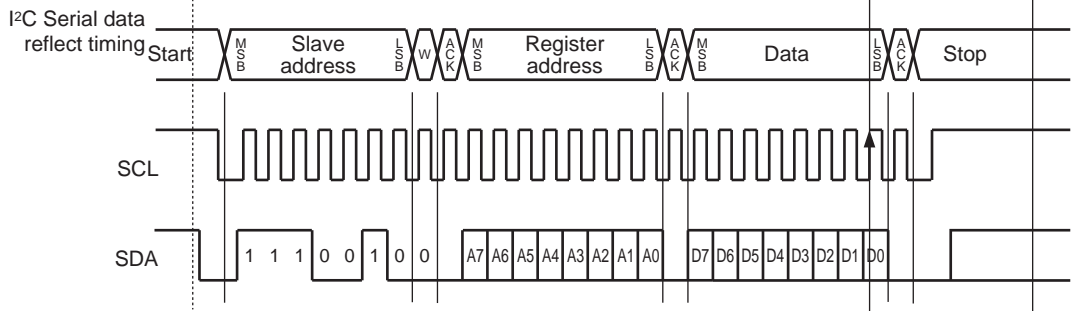 I²C Serial data
reflect timing
Start MSB Slave address LSB W ACK MSB Register address LSB ACK MSB Data LSB ACK Stop
SCL
SDA 1 1 1 0 0 1 0 0 A7 A6 A5 A4 A3 A2 A1 A0 D7 D6 D5 D4 D3 D2 D1 D0